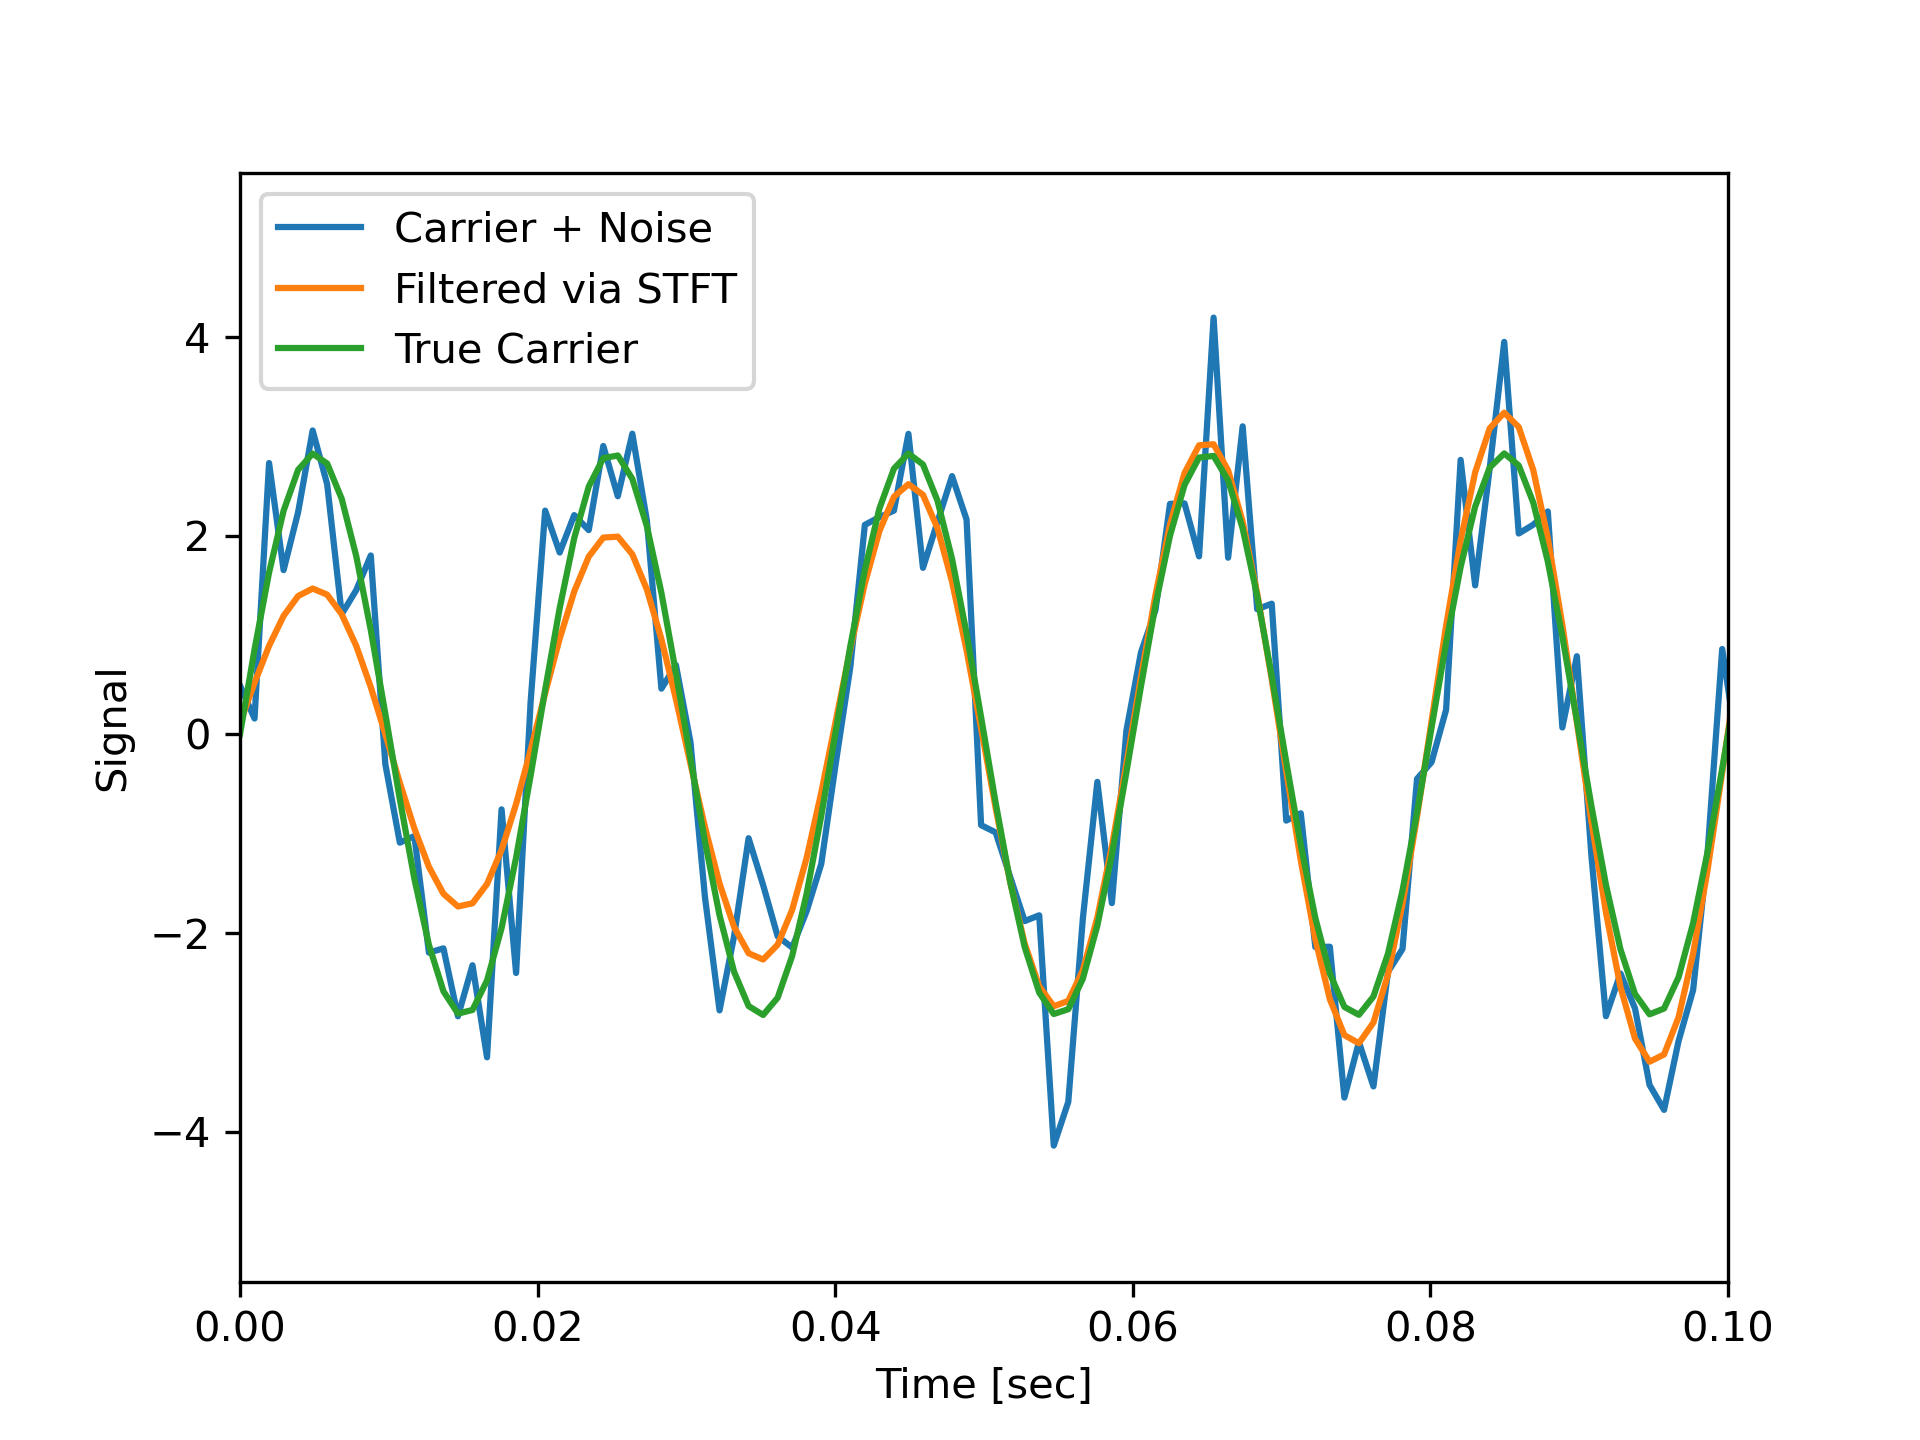 Carrier + Noise
Filtered via STFT
True Carrier
4
2
0
−2
−4
Signal
0.00 0.02 0.04 0.06 0.08 0.10
Time [sec]